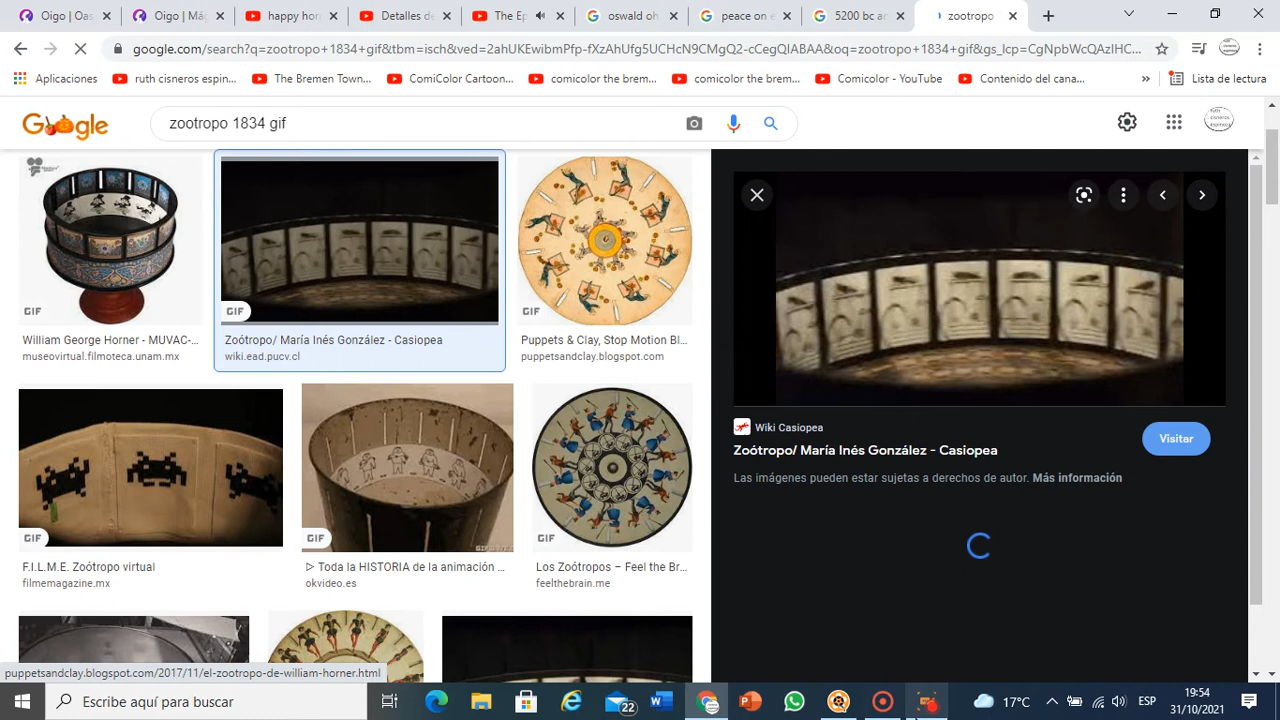 Oigo | Oas
Oigo | Mág
happy hor
Detalles de
The Ep
oswald oh
peace on e
5200 bc an
zootropo
google.com/search?q=zootropo+1834+gif&tbm=isch&ved=2ahUKEwibmPfp-fXzAhUfg5UCHcN9CMgQ2-cCegQIABAA&oq=zootropo+1834+gif&gs_lcp=CgNpbWcQAzIHC...
Aplicaciones
ruth cisneros espin...
The Bremen Town...
ComiColor Cartoon...
comicolor the brem...
comicolor the brem...
Comicolor - YouTube
Contenido del cana...
»
Lista de lectura
Google
zootropo 1834 gif
GIF
GIF
GIF
William George Horner - MUVAC-...
museovirtual.filmoteca.unam.mx
Zoótropo/ María Inés González - Casiopea
wiki.ead.pucv.cl
Puppets & Clay, Stop Motion Bl...
puppetsandclay.blogspot.com
Wiki Casiopea
Zoótropo/ María Inés González - Casiopea
Visitar
Las imágenes pueden estar sujetas a derechos de autor. Más información
GIF
GIF
GIF
F.I.L.M.E. Zoótropo virtual
filmemagazine.mx
▷ Toda la HISTORIA de la animación ...
okvideo.es
Los Zoótropos – Feel the Br...
feelthebrain.me
puppetsandclay.blogspot.com/2017/11/el-zootropo-de-william-horner.html
Escribe aquí para buscar
22
17°C
ESP
19:54
31/10/2021